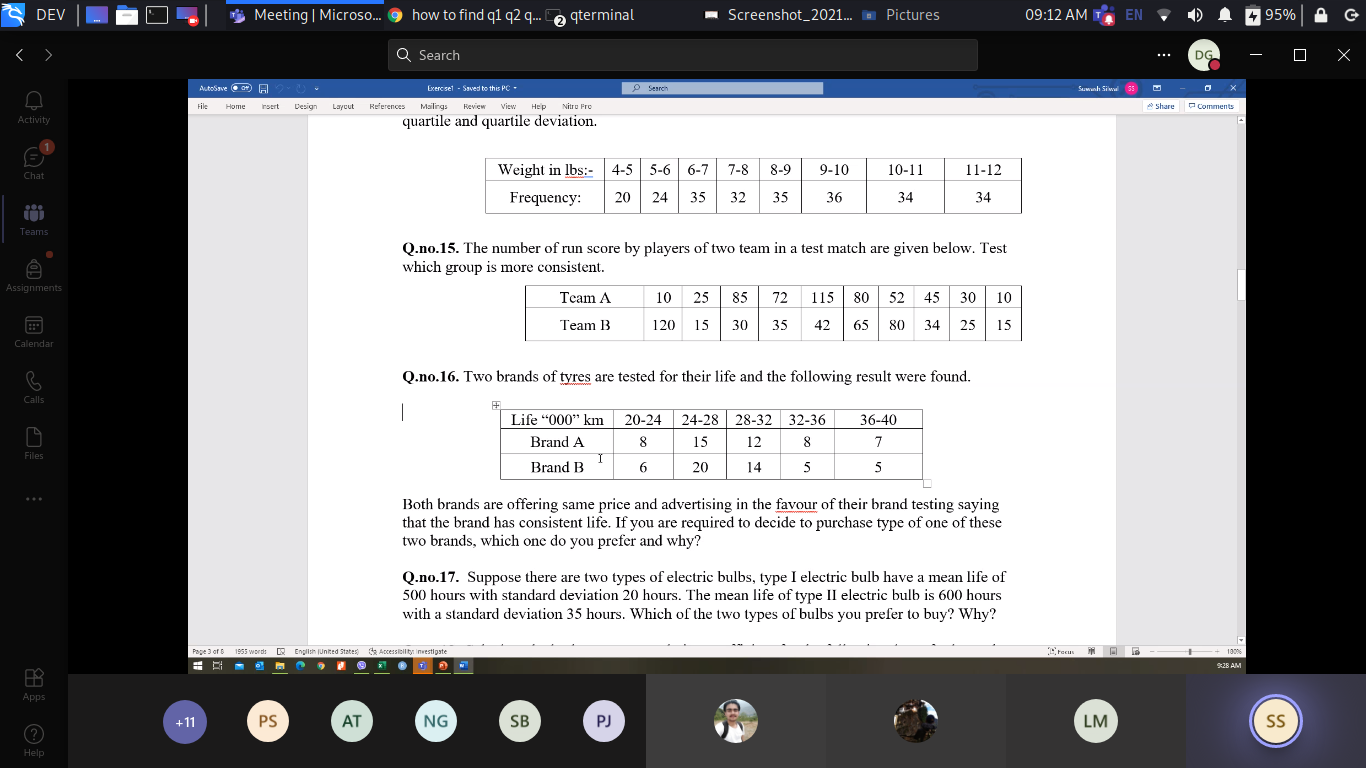 DEV
Meeting | Microso...
how to find q1 q2 q...
2 qterminal
Screenshot_2021...
Pictures
09:12 AM
EN
95%
Search
DG
Activity
1
Chat
Teams
Assignments
Calendar
Calls
Files
Apps
Help
AutoSave Off
Exercise1 - Saved to this PC
Search
Suwash Silwal SS
File Home Insert Design Layout References Mailings Review View Help Nitro Pro
Share Comments
quartile and quartile deviation.
Weight in lbs:- 4-5 5-6 6-7 7-8 8-9 9-10 10-11 11-12
Frequency: 20 24 35 32 35 36 34 34
Q.no.15. The number of run score by players of two team in a test match are given below. Test
which group is more consistent.
Team A 10 25 85 72 115 80 52 45 30 10
Team B 120 15 30 35 42 65 80 34 25 15
Q.no.16. Two brands of tyres are tested for their life and the following result were found.
Life “000” km 20-24 24-28 28-32 32-36 36-40
Brand A 8 15 12 8 7
Brand B 6 20 14 5 5
Both brands are offering same price and advertising in the favour of their brand testing saying
that the brand has consistent life. If you are required to decide to purchase type of one of these
two brands, which one do you prefer and why?
Q.no.17. Suppose there are two types of electric bulbs, type I electric bulb have a mean life of
500 hours with standard deviation 20 hours. The mean life of type II electric bulb is 600 hours
with a standard deviation 35 hours. Which of the two types of bulbs you prefer to buy? Why?
Page 3 of 6 1955 words English (United States) Accessibility: Investigate
Focus
180%
9:28 AM
+11
PS
AT
NG
SB
PJ
LM
SS